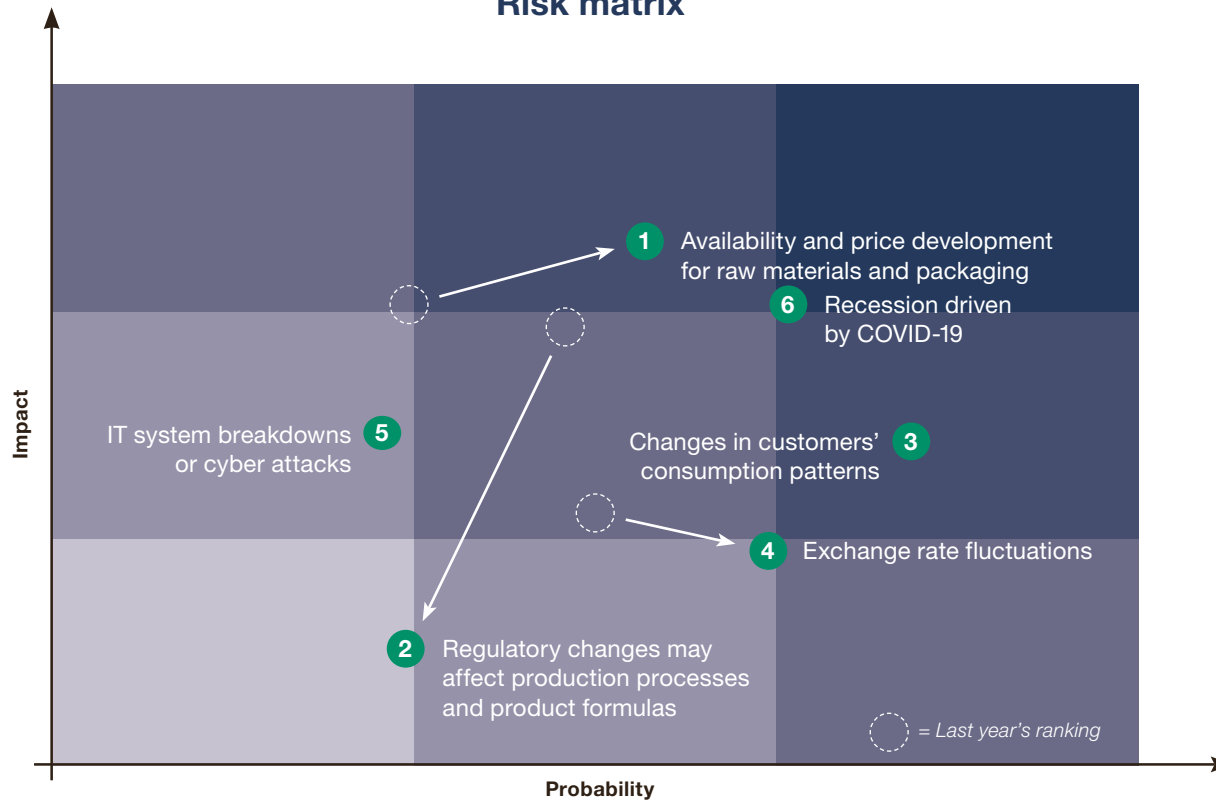 Risk matrix
1 Availability and price development
for raw materials and packaging
6 Recession driven
by COVID-19
Impact
IT system breakdowns 5
or cyber attacks
Changes in customers’ 3
consumption patterns
4 Exchange rate fluctuations
2 Regulatory changes may
affect production processes
and product formulas
= Last year’s ranking
Probability